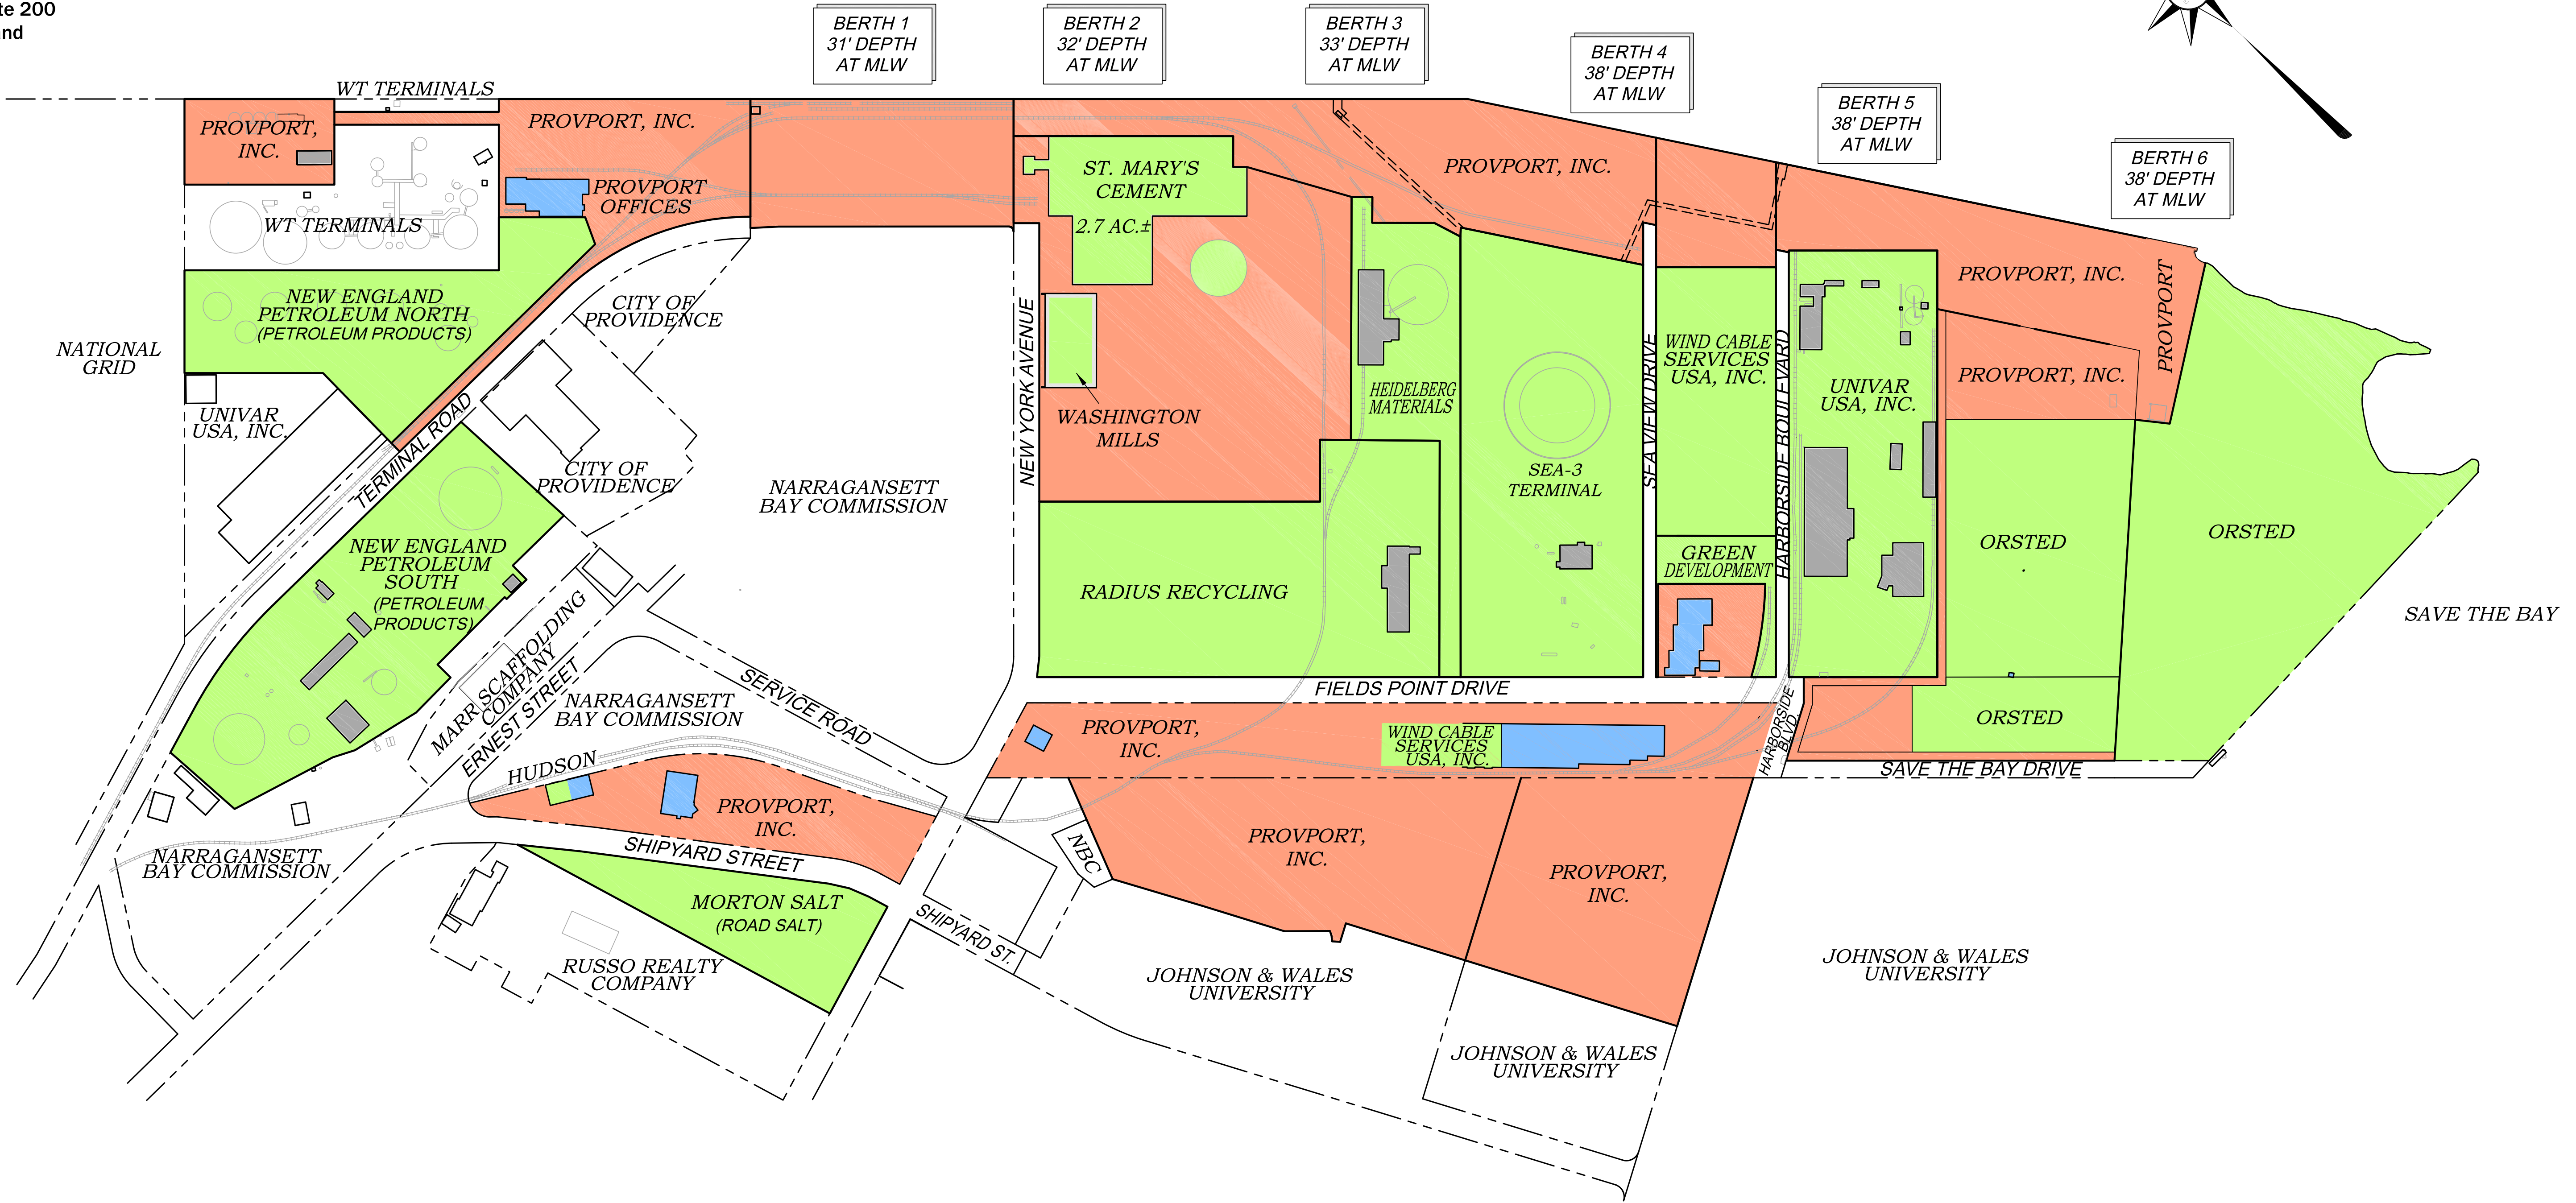 te 200
nd
BERTH 1
31' DEPTH
AT MLW
BERTH 2
32' DEPTH
AT MLW
BERTH 3
33' DEPTH
AT MLW
BERTH 4
38' DEPTH
AT MLW
BERTH 5
38' DEPTH
AT MLW
BERTH 6
38' DEPTH
AT MLW
WT TERMINALS
PROVPORT,
INC.
PROVPORT, INC.
PROVPORT
OFFICES
WT TERMINALS
NEW ENGLAND
PETROLEUM NORTH
(PETROLEUM PRODUCTS)
CITY OF
PROVIDENCE
NATIONAL
GRID
UNIVAR
USA, INC.
TERMINAL ROAD
CITY OF
PROVIDENCE
NARRAGANSETT
BAY COMMISSION
NEW YORK AVENUE
ST. MARY'S
CEMENT
2.7 AC.±
WASHINGTON
MILLS
PROVPORT, INC.
HEIDELBERG
MATERIALS
SEA-3
TERMINAL
SEA VIEW DRIVE
WIND CABLE
SERVICES
USA, INC.
HARBORSIDE BOULEVARD
UNIVAR
USA, INC.
PROVPORT, INC.
PROVPORT
PROVPORT, INC.
ORSTED
ORSTED
SAVE THE BAY
NEW ENGLAND
PETROLEUM
SOUTH
(PETROLEUM
PRODUCTS)
RADIUS RECYCLING
GREEN
DEVELOPMENT
MARR SCAFFOLDING
COMPANY
ERNEST STREET
NARRAGANSETT
BAY COMMISSION
SERVICE ROAD
FIELDS POINT DRIVE
PROVPORT,
INC.
WIND CABLE
SERVICES
USA, INC.
HARBORSIDE
BLVD.
ORSTED
SAVE THE BAY DRIVE
HUDSON
PROVPORT,
INC.
SHIPYARD STREET
NARRAGANSETT
BAY COMMISSION
NBC
PROVPORT,
INC.
PROVPORT,
INC.
MORTON SALT
(ROAD SALT)
SHIPYARD ST.
RUSSO REALTY
COMPANY
JOHNSON & WALES
UNIVERSITY
JOHNSON & WALES
UNIVERSITY
JOHNSON & WALES
UNIVERSITY